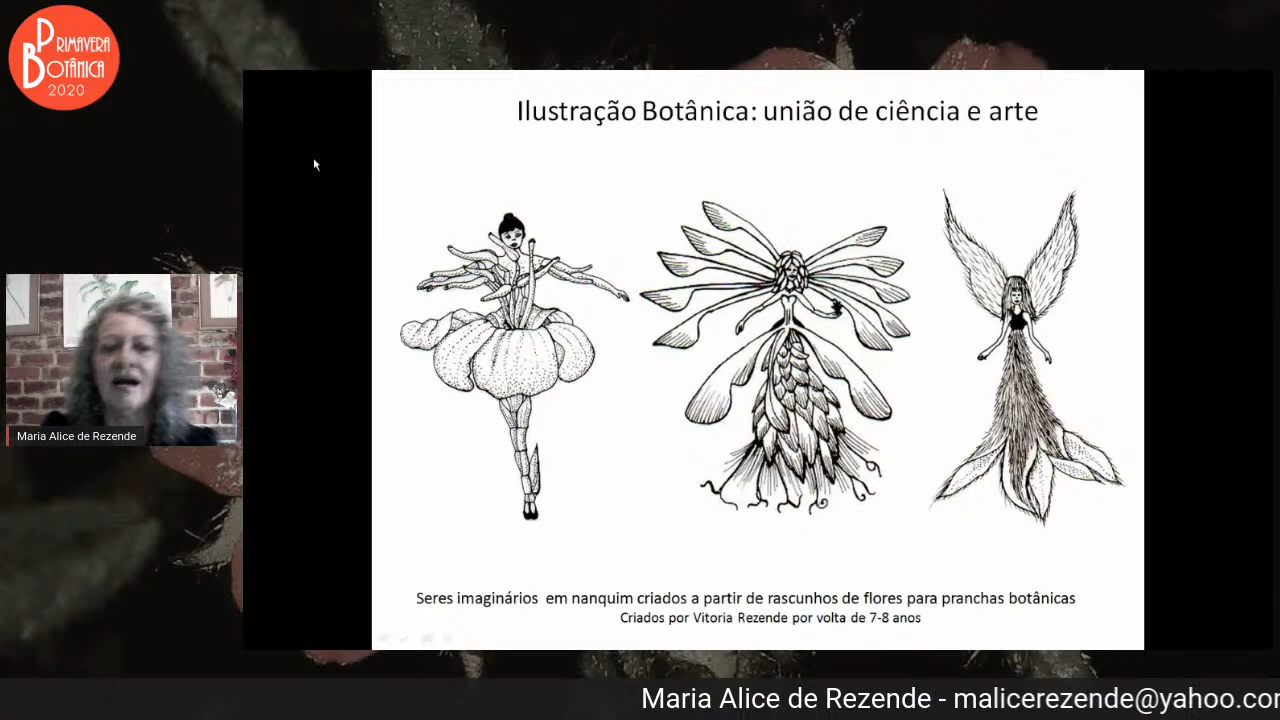 PRIMAVERA
BOTÂNICA
2020
Ilustração Botânica: união de ciência e arte
Maria Alice de Rezende
Seres imaginários em nanquim criados a partir de rascunhos de flores para pranchas botânicas
Criados por Vitoria Rezende por volta de 7-8 anos
Maria Alice de Rezende - malicerezende@yahoo.com